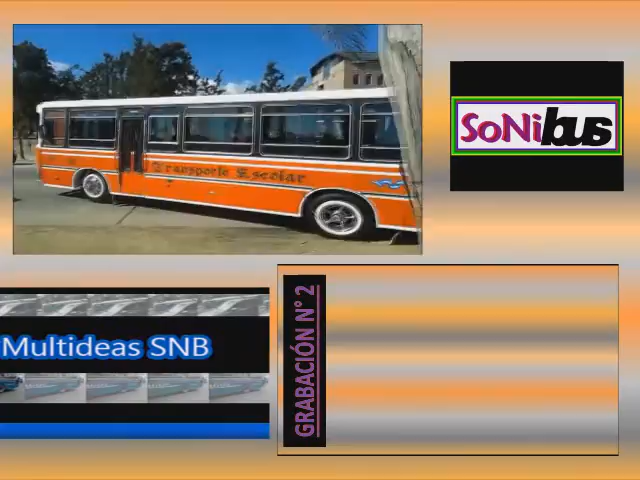 Transporte Escolar
SoNibus
Multideas SNB
GRABACIÓN N° 2